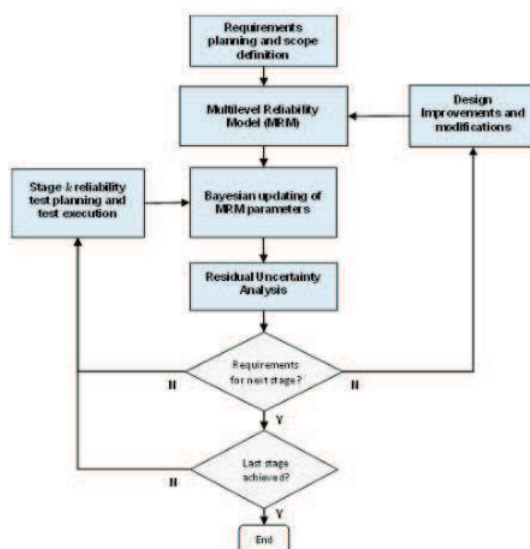 Requirements
planning and scope
definition
Multilevel Reliability
Model (MRM)
Design
Improvements and
modifications
Stage k reliability
test planning and
test execution
Bayesian updating of
MRM parameters
Residual Uncertainty
Analysis
Requirements
for next stage?
N
N
Y
Last stage
achieved?
N
Y
End